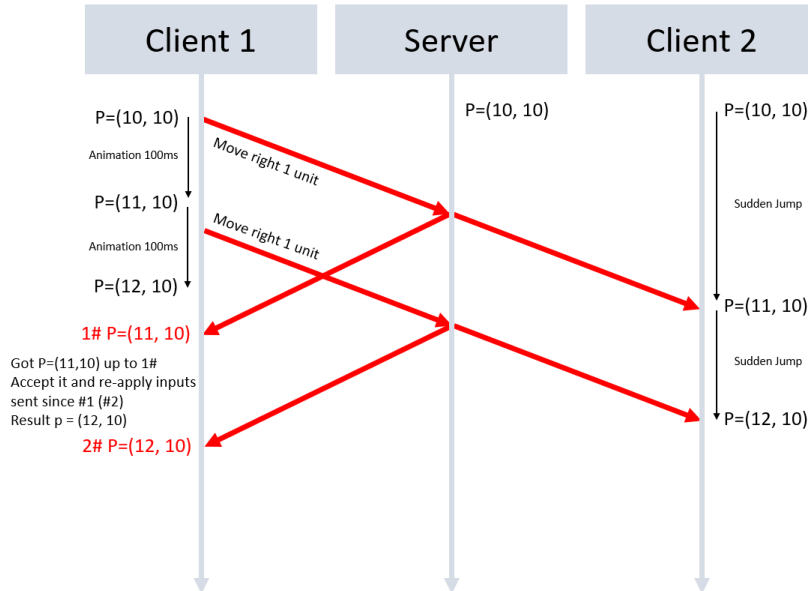 Client 1
Server
Client 2
P=(10, 10)
P=(10, 10)
P=(10, 10)
Move right 1 unit
Animation 100ms
P=(11, 10)
Sudden Jump
Move right 1 unit
Animation 100ms
P=(12, 10)
P=(11, 10)
1# P=(11, 10)
Got P=(11,10) up to 1#
Accept it and re-apply inputs
sent since #1 (#2)
Result p = (12, 10)
Sudden Jump
P=(12, 10)
2# P=(12, 10)